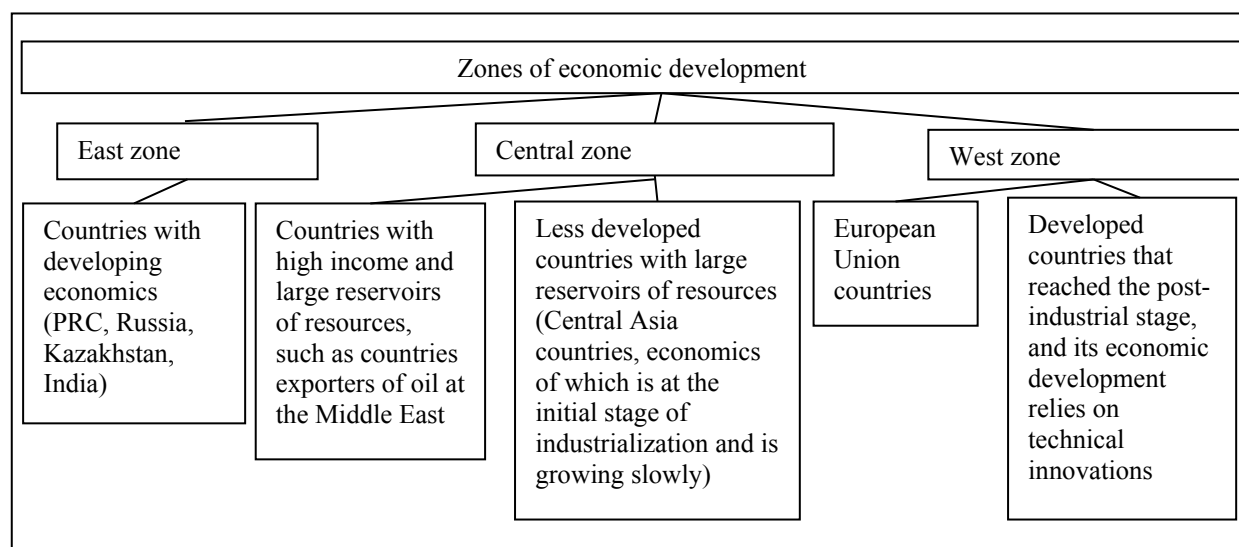 Zones of economic development
East zone
Central zone
West zone
Countries with
developing
economics
(PRC, Russia,
Kazakhstan,
India)
Countries with
high income and
large reservoirs
of resources,
such as countries
exporters of oil at
the Middle East
Less developed
countries with large
reservoirs of resources
(Central Asia
countries, economics
of which is at the
initial stage of
industrialization and is
growing slowly)
European
Union
countries
Developed
countries that
reached the post-
industrial stage,
and its economic
development
relies on
technical
innovations